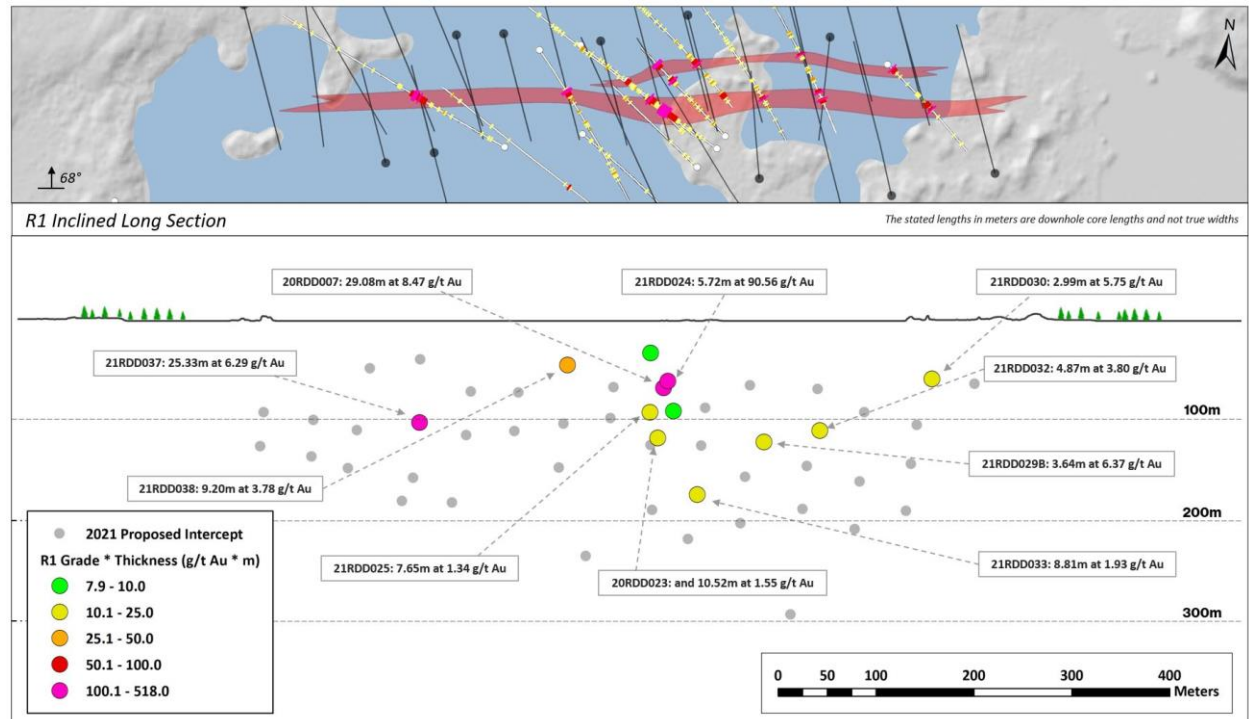 N
68°
R1 Inclined Long Section
The stated lengths in meters are downhole core lengths and not true widths
20RDD007: 29.08m at 8.47 g/t Au
21RDD024: 5.72m at 90.56 g/t Au
21RDD030: 2.99m at 5.75 g/t Au
21RDD037: 25.33m at 6.29 g/t Au
21RDD032: 4.87m at 3.80 g/t Au
100m
21RDD029B: 3.64m at 6.37 g/t Au
21RDD038: 9.20m at 3.78 g/t Au
200m
21RDD025: 7.65m at 1.34 g/t Au
20RDD023: and 10.52m at 1.55 g/t Au
21RDD033: 8.81m at 1.93 g/t Au
300m
2021 Proposed Intercept
R1 Grade * Thickness (g/t Au * m)
7.9 - 10.0
10.1 - 25.0
25.1 - 50.0
50.1 - 100.0
100.1 - 518.0
0 50 100 200 300 400
Meters